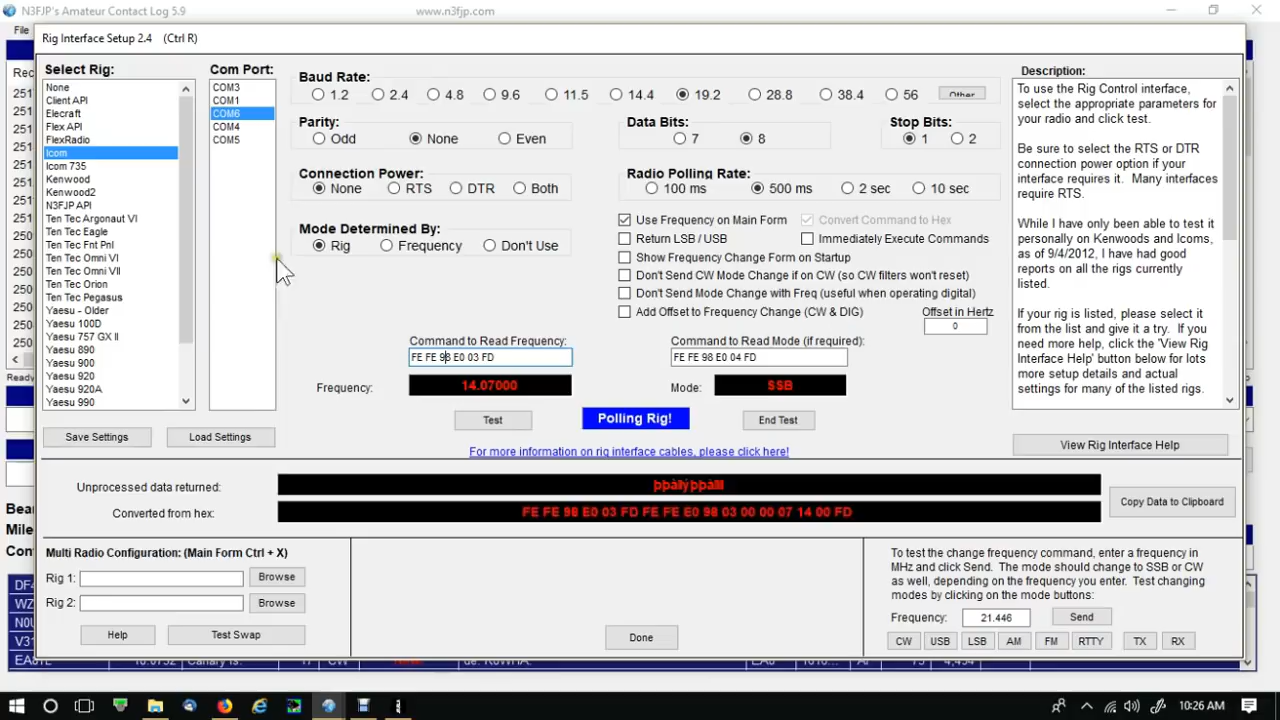 N3FJP's Amateur Contact Log 5.9
www.n3fjp.com
File
Rig Interface Setup 2.4 (Ctrl R)
Select Rig:
None
Client API
Elecraft
Flex API
FlexRadio
Icom
Icom 735
Kenwood
Kenwood2
N3FJP API
Ten Tec Argonaut VI
Ten Tec Eagle
Ten Tec Fnt Pnl
Ten Tec Omni VI
Ten Tec Omni VII
Ten Tec Orion
Ten Tec Pegasus
Yaesu - Older
Yaesu 100D
Yaesu 757 GX II
Yaesu 890
Yaesu 900
Yaesu 920
Yaesu 920A
Yaesu 990
Save Settings
Com Port:
COM3
COM1
COM6
COM4
COM5
Load Settings
Baud Rate:
1.2 2.4 4.8 9.6 11.5 14.4 19.2 28.8 38.4 56 Other
Parity:
Odd None Even
Data Bits:
7 8
Stop Bits:
1 2
Connection Power:
None RTS DTR Both
Radio Polling Rate:
100 ms 500 ms 2 sec 10 sec
Mode Determined By:
Rig Frequency Don't Use
Use Frequency on Main Form Convert Command to Hex
Return LSB / USB Immediately Execute Commands
Show Frequency Change Form on Startup
Don't Send CW Mode Change if on CW (so CW filters won't reset)
Don't Send Mode Change with Freq (useful when operating digital)
Add Offset to Frequency Change (CW & DIG)
Offset in Hertz
0
Command to Read Frequency:
FE FE 98 E0 03 FD
Command to Read Mode (if required):
FE FE 98 E0 04 FD
Frequency: 14.07000
Mode: SSB
Test
Polling Rig!
End Test
For more information on rig interface cables, please click here!
Description:
To use the Rig Control interface,
select the appropriate parameters for
your radio and click test.
Be sure to select the RTS or DTR
connection power option if your
interface requires it. Many interfaces
require RTS.
While I have only been able to test it
personally on Kenwoods and Icoms,
as of 9/4/2012, I have had good
reports on all the rigs currently
listed.
If your rig is listed, please select it
from the list and give it a try. If you
need more help, click the 'View Rig
Interface Help' button below for lots
more setup details and actual
settings for many of the listed rigs.
View Rig Interface Help
Unprocessed data returned:
Converted from hex: FE FE 98 E0 03 FD FE FE E0 98 03 00 00 07 14 00 FD
Copy Data to Clipboard
Multi Radio Configuration: (Main Form Ctrl + X)
Rig 1: Browse
Rig 2: Browse
Help
Test Swap
Done
To test the change frequency command, enter a frequency in
MHz and click Send. The mode should change to SSB or CW
as well, depending on the frequency you enter. Test changing
modes by clicking on the mode buttons:
Frequency: 21.446 Send
CW USB LSB AM FM RTTY TX RX
10:26 AM